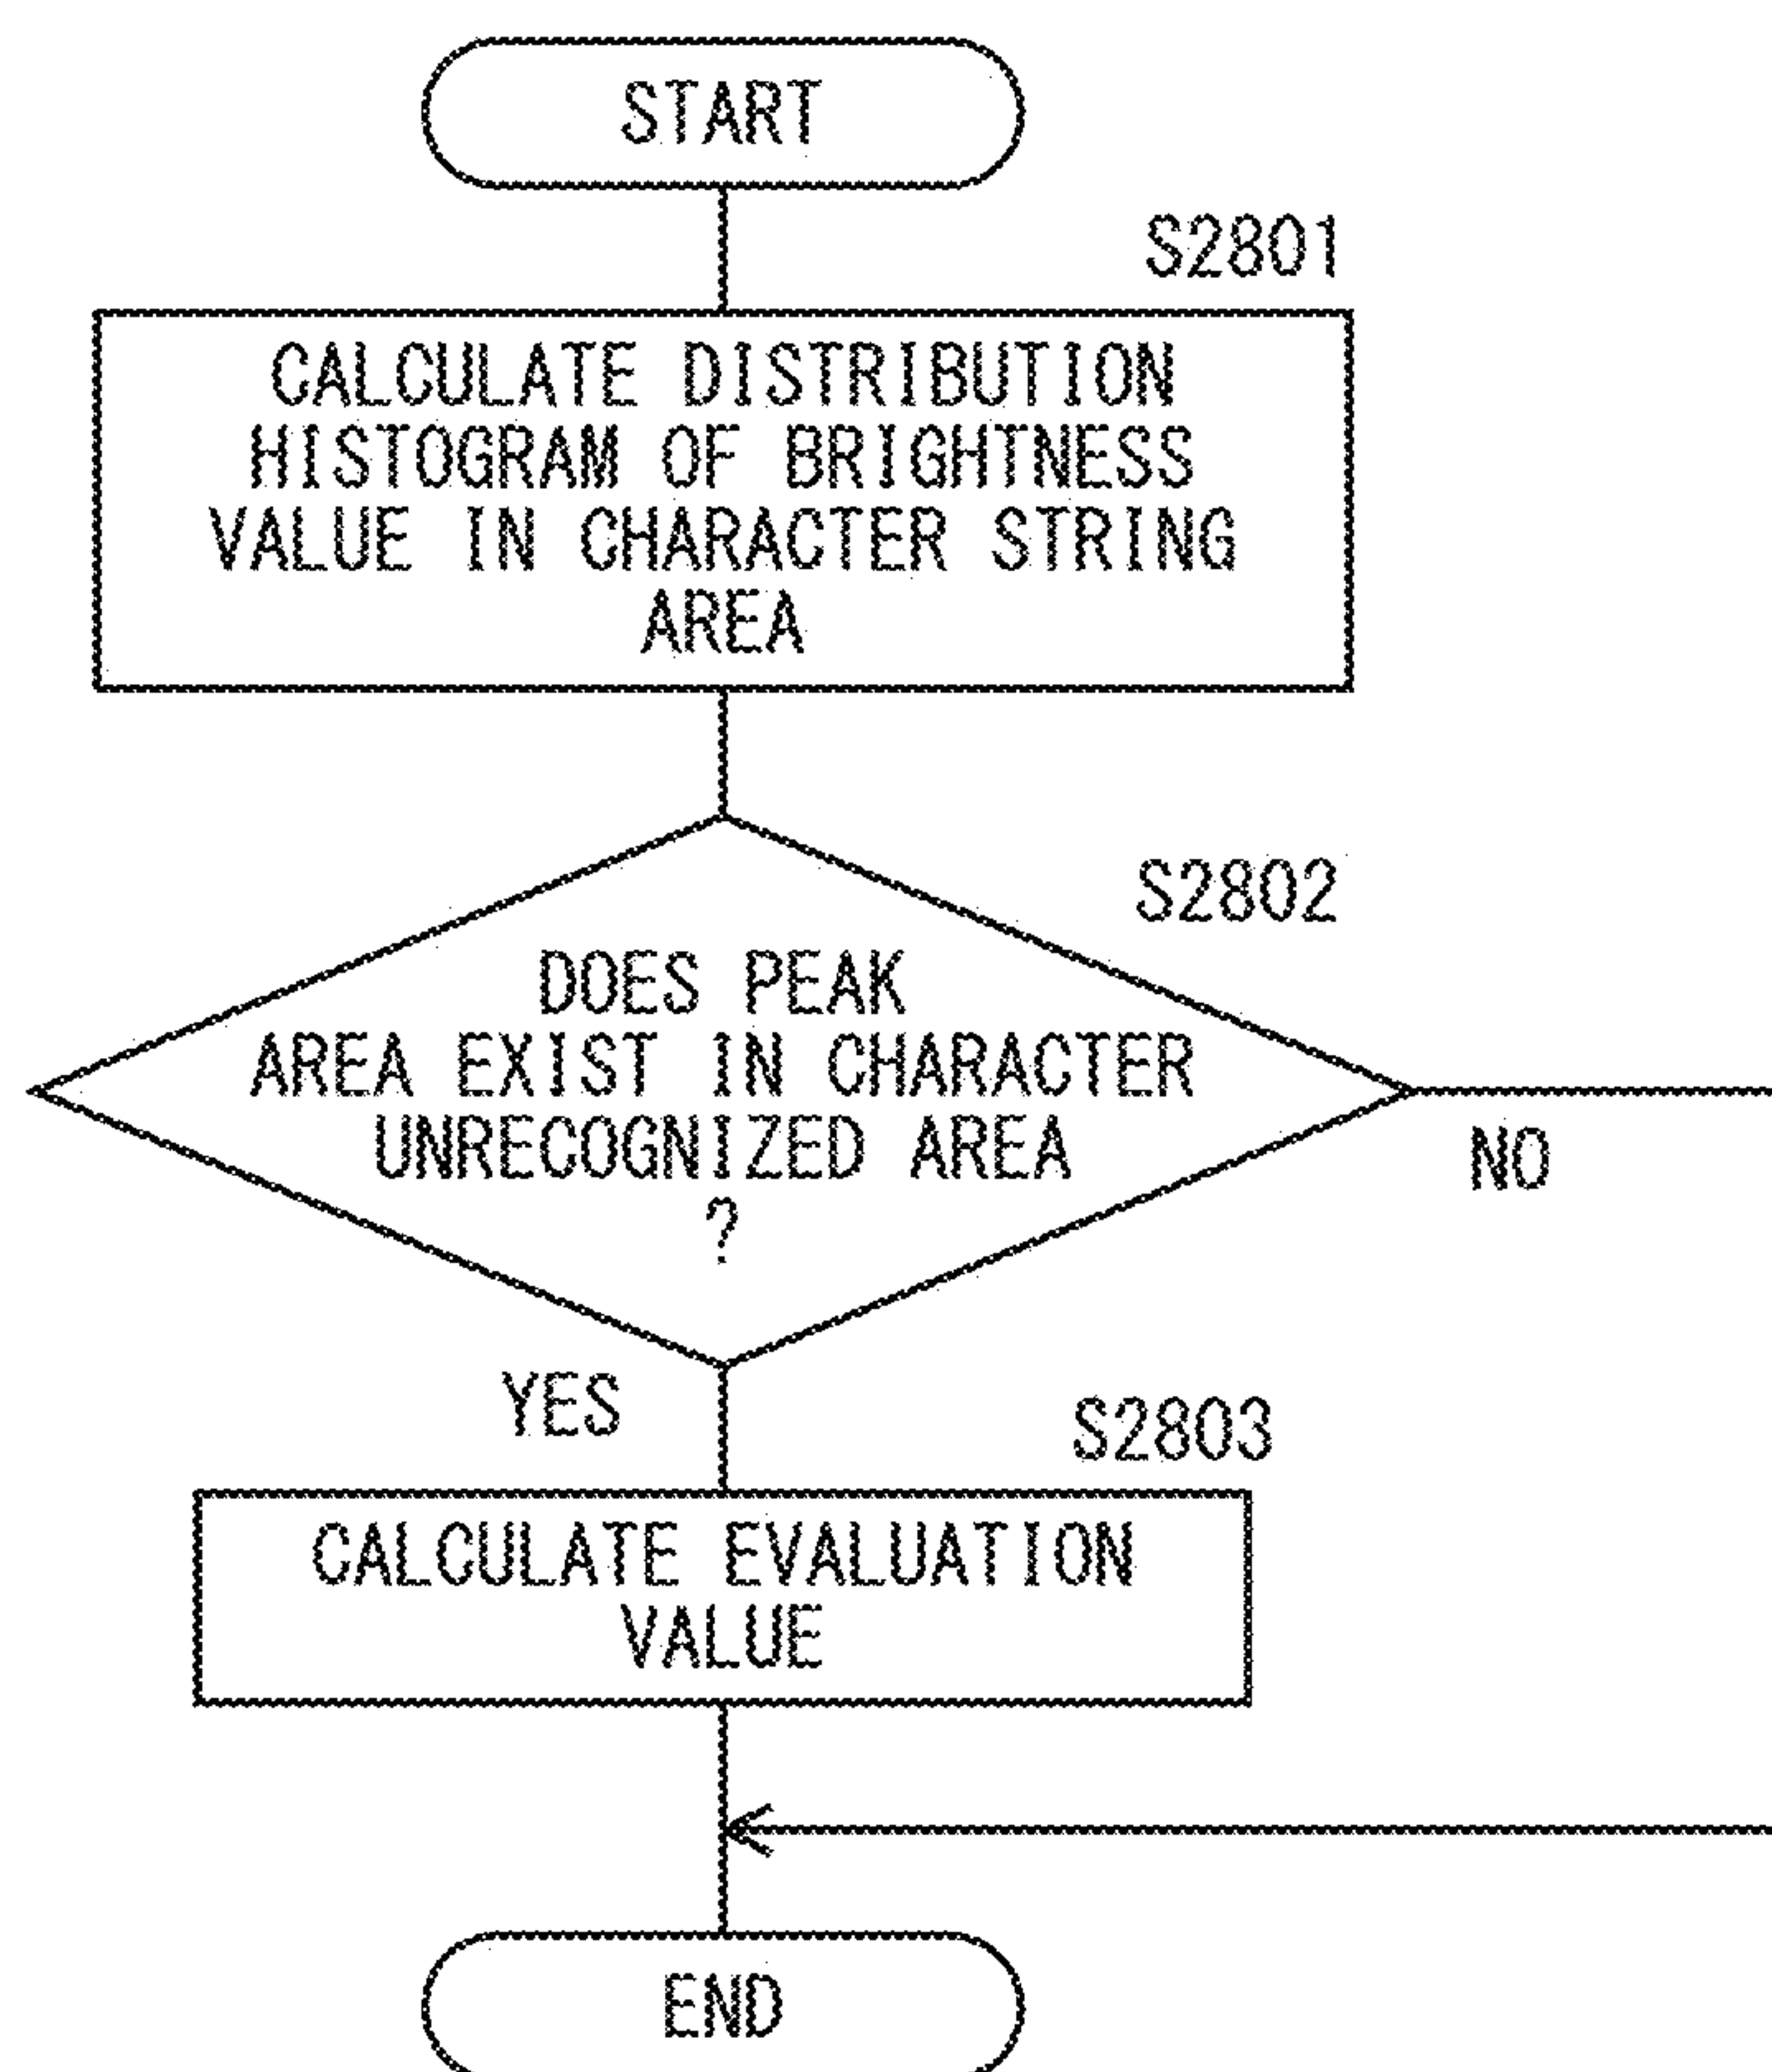 START
S2801
CALCULATE DISTRIBUTION
HISTOGRAM OF BRIGHTNESS
VALUE IN CHARACTER STRING
AREA
S2802
DOES PEAK
AREA EXIST IN CHARACTER
UNRECOGNIZED AREA
?
NO
YES
S2803
CALCULATE EVALUATION
VALUE
END